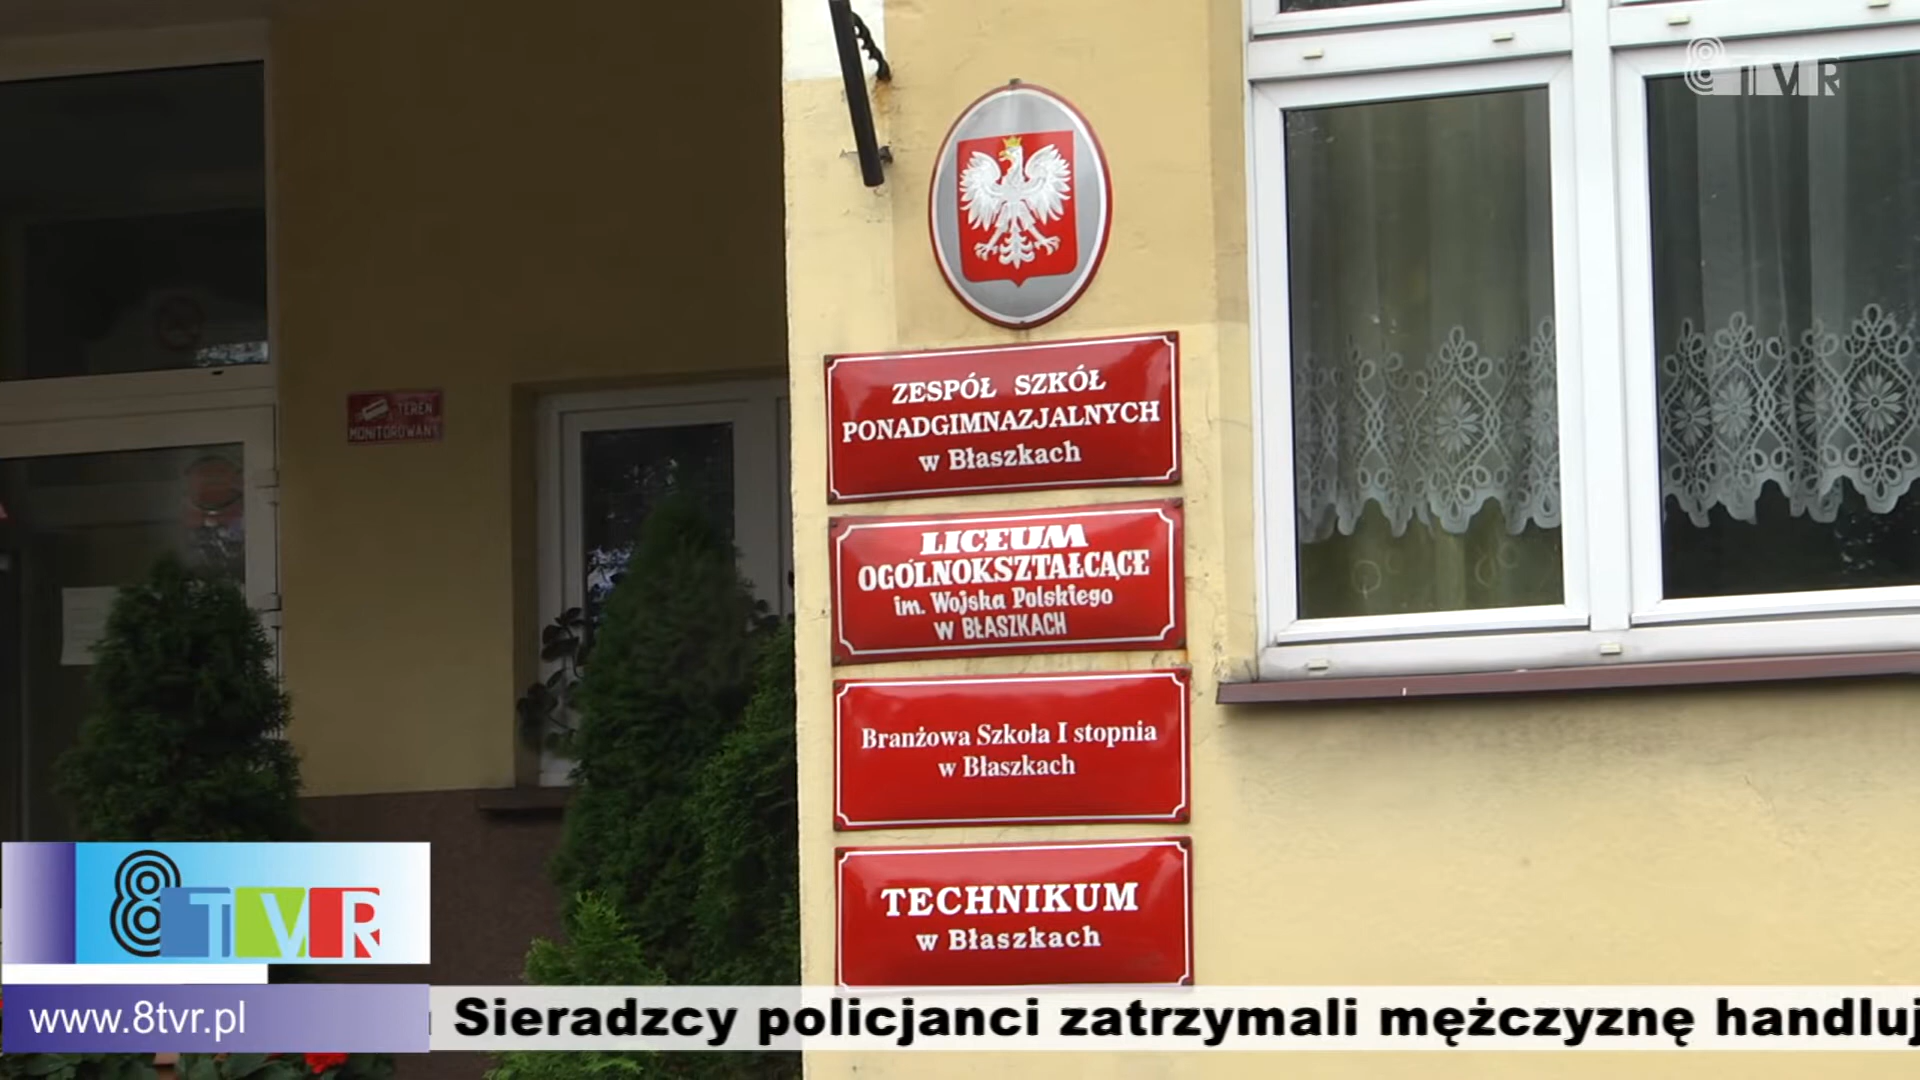 8TVR
TEREN
MONITOROWANY
ZESPÓŁ SZKÓŁ
PONADGIMNAZJALNYCH
w Błaszkach
LICEUM
OGÓLNOKSZTAŁCĄCE
im. Wojska Polskiego
W BŁASZKACH
Branżowa Szkoła I stopnia
w Błaszkach
TECHNIKUM
w Błaszkach
8TVR
www.8tvr.pl
Sieradzcy policjanci zatrzymali mężczyznę handluj